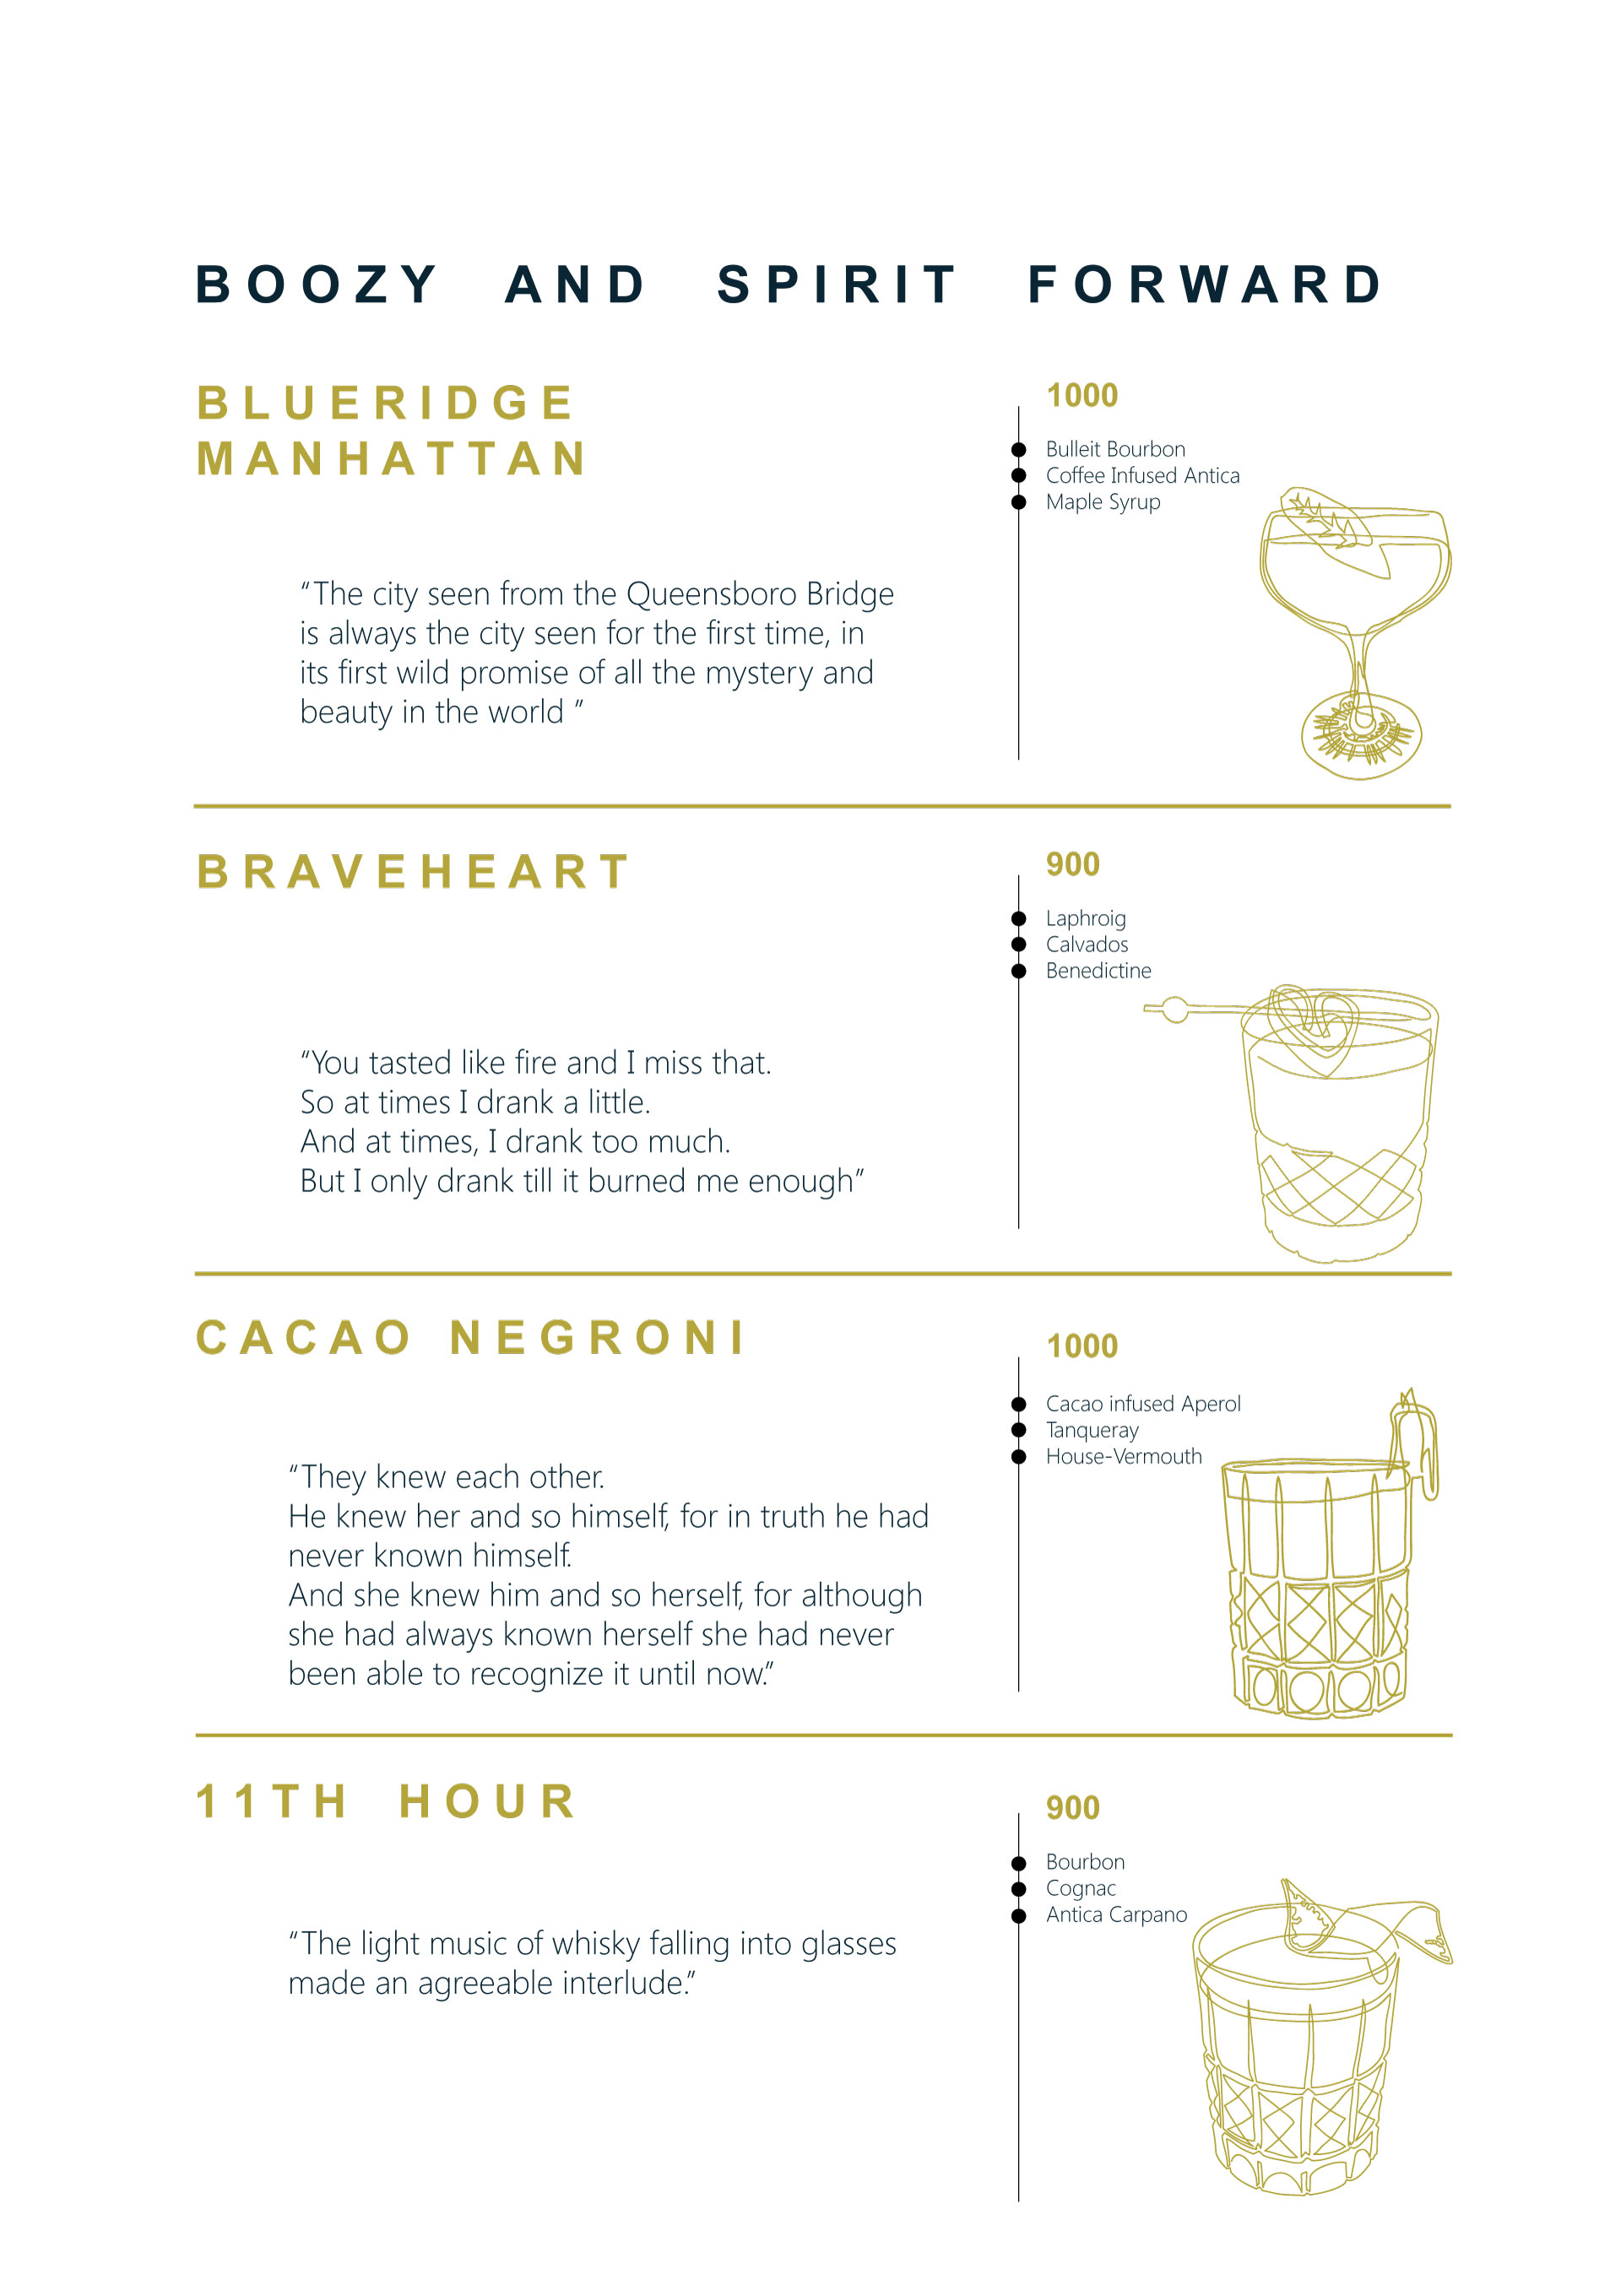 BOOZY AND SPIRIT FORWARD
BLUERIDGE
MANHATTAN
1000
Bulleit Bourbon
Coffee Infused Antica
Maple Syrup
“The city seen from the Queensboro Bridge
is always the city seen for the first time, in
its first wild promise of all the mystery and
beauty in the world ”
BRAVEHEART
900
Laphroig
Calvados
Benedictine
“You tasted like fire and I miss that.
So at times I drank a little.
And at times, I drank too much.
But I only drank till it burned me enough”
CACAO NEGRONI
1000
Cacao infused Aperol
Tanqueray
House-Vermouth
“They knew each other.
He knew her and so himself, for in truth he had
never known himself.
And she knew him and so herself, for although
she had always known herself she had never
been able to recognize it until now.”
11TH HOUR
900
Bourbon
Cognac
Antica Carpano
“The light music of whisky falling into glasses
made an agreeable interlude.”